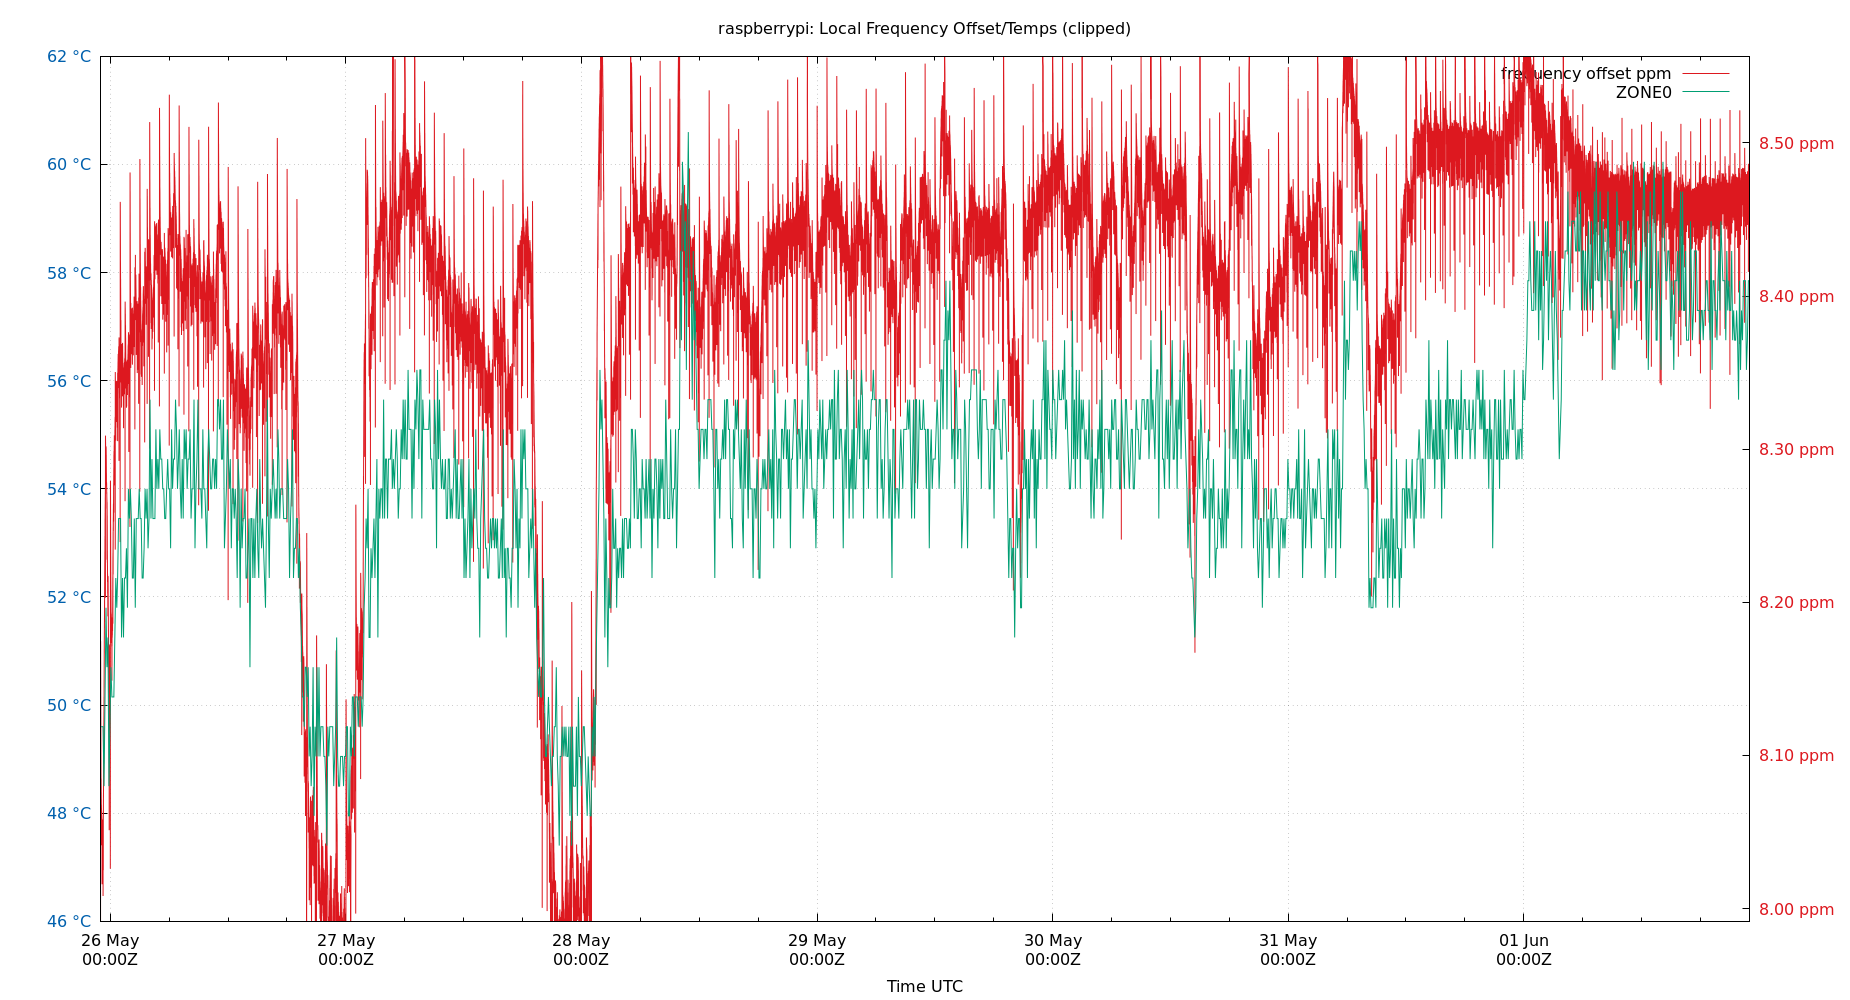 raspberrypi: Local Frequency Offset/Temps (clipped)
62 °C
60 °C
58 °C
56 °C
54 °C
52 °C
50 °C
48 °C
46 °C
frequency offset ppm
ZONE0
8.50 ppm
8.40 ppm
8.30 ppm
8.20 ppm
8.10 ppm
8.00 ppm
26 May 27 May 28 May 29 May 30 May 31 May 01 Jun
00:00Z 00:00Z 00:00Z 00:00Z 00:00Z 00:00Z 00:00Z
Time UTC